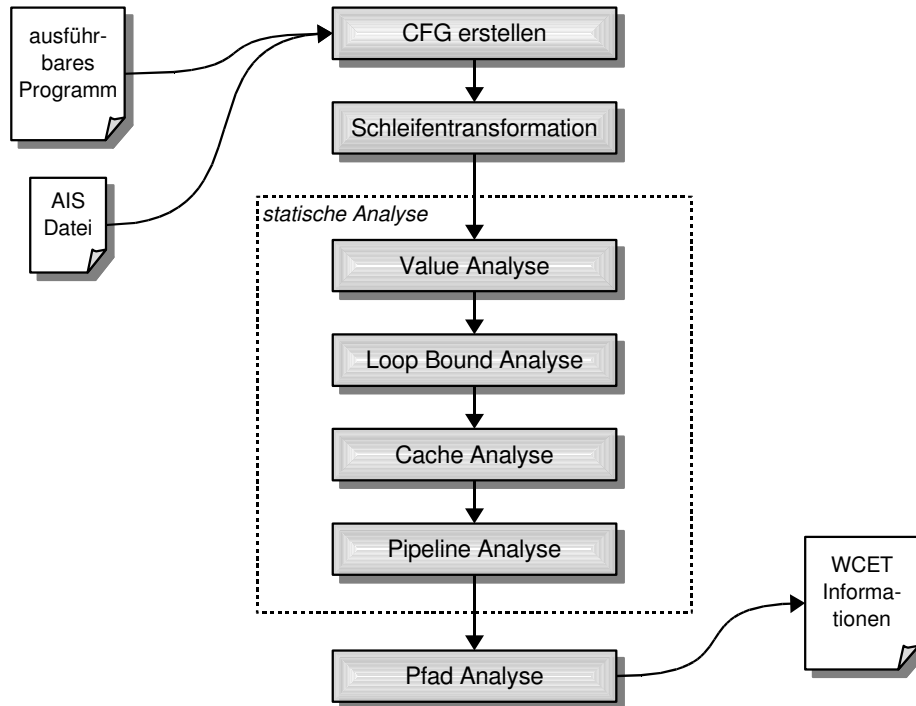 ausführ-
bares
Programm
CFG erstellen
Schleifentransformation
AIS
Datei
statische Analyse
Value Analyse
Loop Bound Analyse
Cache Analyse
Pipeline Analyse
WCET
Informa-
tionen
Pfad Analyse